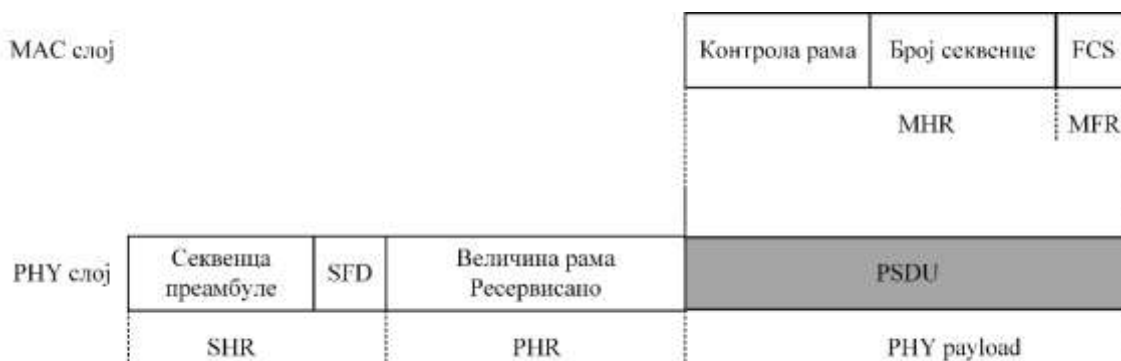 MAC слој
Контрола рама
Број секвенце
FCS
MHR
MFR
PHY слој
Секвенца
преамбуле
SFD
Величина рама
Ресервисано
PSDU
SHR
PHR
PHY payload